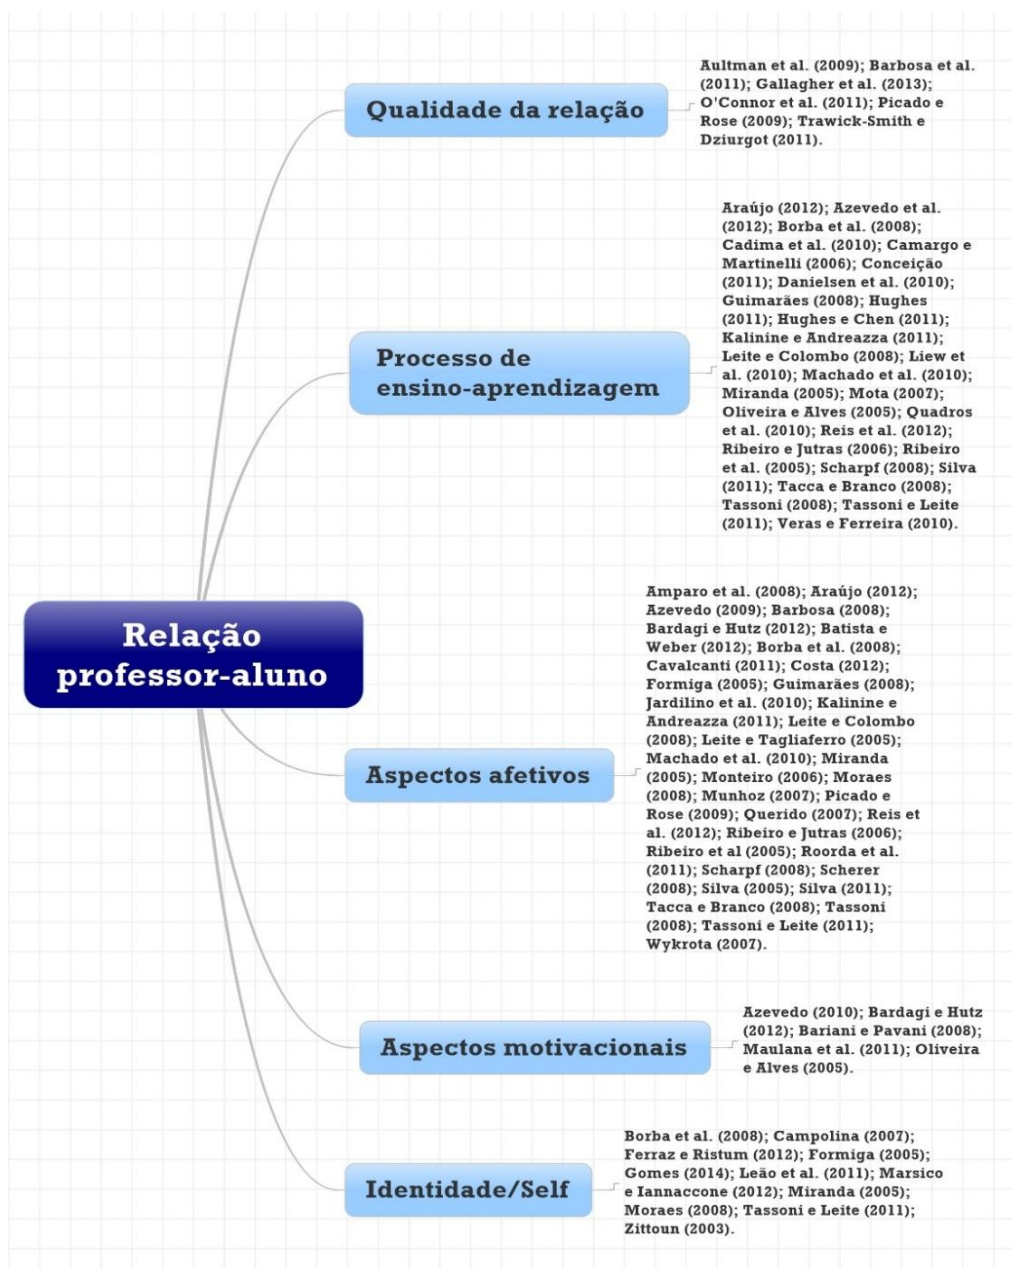 Qualidade da relação
Aultman et al. (2009); Barbosa et al.
(2011); Gallagher et al. (2013);
O'Connor et al. (2011); Picado e
Rose (2009); Trawick-Smith e
Dziurgot (2011).
Processo de
ensino-aprendizagem
Araújo (2012); Azevedo et al.
(2012); Borba et al. (2008);
Cadima et al. (2010); Camargo e
Martinelli (2006); Conceição
(2011); Danielsen et al. (2010);
Guimarães (2008); Hughes
(2011); Hughes e Chen (2011);
Kalinine e Andreazza (2011);
Leite e Colombo (2008); Liew et
al. (2010); Machado et al. (2010);
Miranda (2005); Mota (2007);
Oliveira e Alves (2005); Quadros
et al. (2010); Reis et al. (2012);
Ribeiro e Jutras (2006); Ribeiro
et al. (2005); Scharpf (2008); Silva
(2011); Tacca e Branco (2008);
Tassoni (2008); Tassoni e Leite
(2011); Veras e Ferreira (2010).
Relação
professor-aluno
Aspectos afetivos
Amparo et al. (2008); Araújo (2012);
Azevedo (2009); Barbosa (2008);
Bardagi e Hutz (2012); Batista e
Weber (2012); Borba et al. (2008);
Cavalcanti (2011); Costa (2012);
Formiga (2005); Guimarães (2008);
Jardilino et al. (2010); Kalinine e
Andreazza (2011); Leite e Colombo
(2008); Leite e Tagliaferro (2005);
Machado et al. (2010); Miranda
(2005); Monteiro (2006); Moraes
(2008); Munhoz (2007); Picado e
Rose (2009); Querido (2007); Reis et
al. (2012); Ribeiro e Jutras (2006);
Ribeiro et al (2005); Roorda et al.
(2011); Scharpf (2008); Scherer
(2008); Silva (2005); Silva (2011);
Tacca e Branco (2008); Tassoni
(2008); Tassoni e Leite (2011);
Wykrota (2007).
Aspectos motivacionais
Azevedo (2010); Bardagi e Hutz
(2012); Bariani e Pavani (2008);
Maulana et al. (2011); Oliveira
e Alves (2005).
Identidade/Self
Borba et al. (2008); Campolina (2007);
Ferraz e Ristum (2012); Formiga (2005);
Gomes (2014); Leão et al. (2011); Marsico
e Iannaccone (2012); Miranda (2005);
Moraes (2008); Tassoni e Leite (2011);
Zittoun (2003).